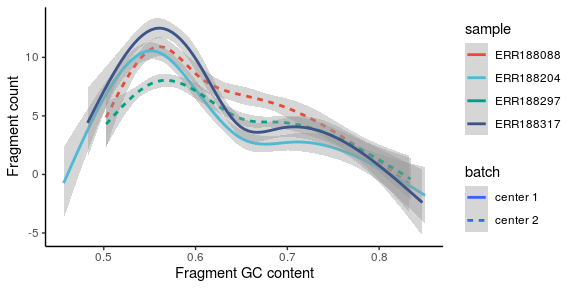 10
5
0
-5
0.5 0.6 0.7 0.8
Fragment GC content
Fragment count
sample
ERR188088
ERR188204
ERR188297
ERR188317
batch
center 1
center 2